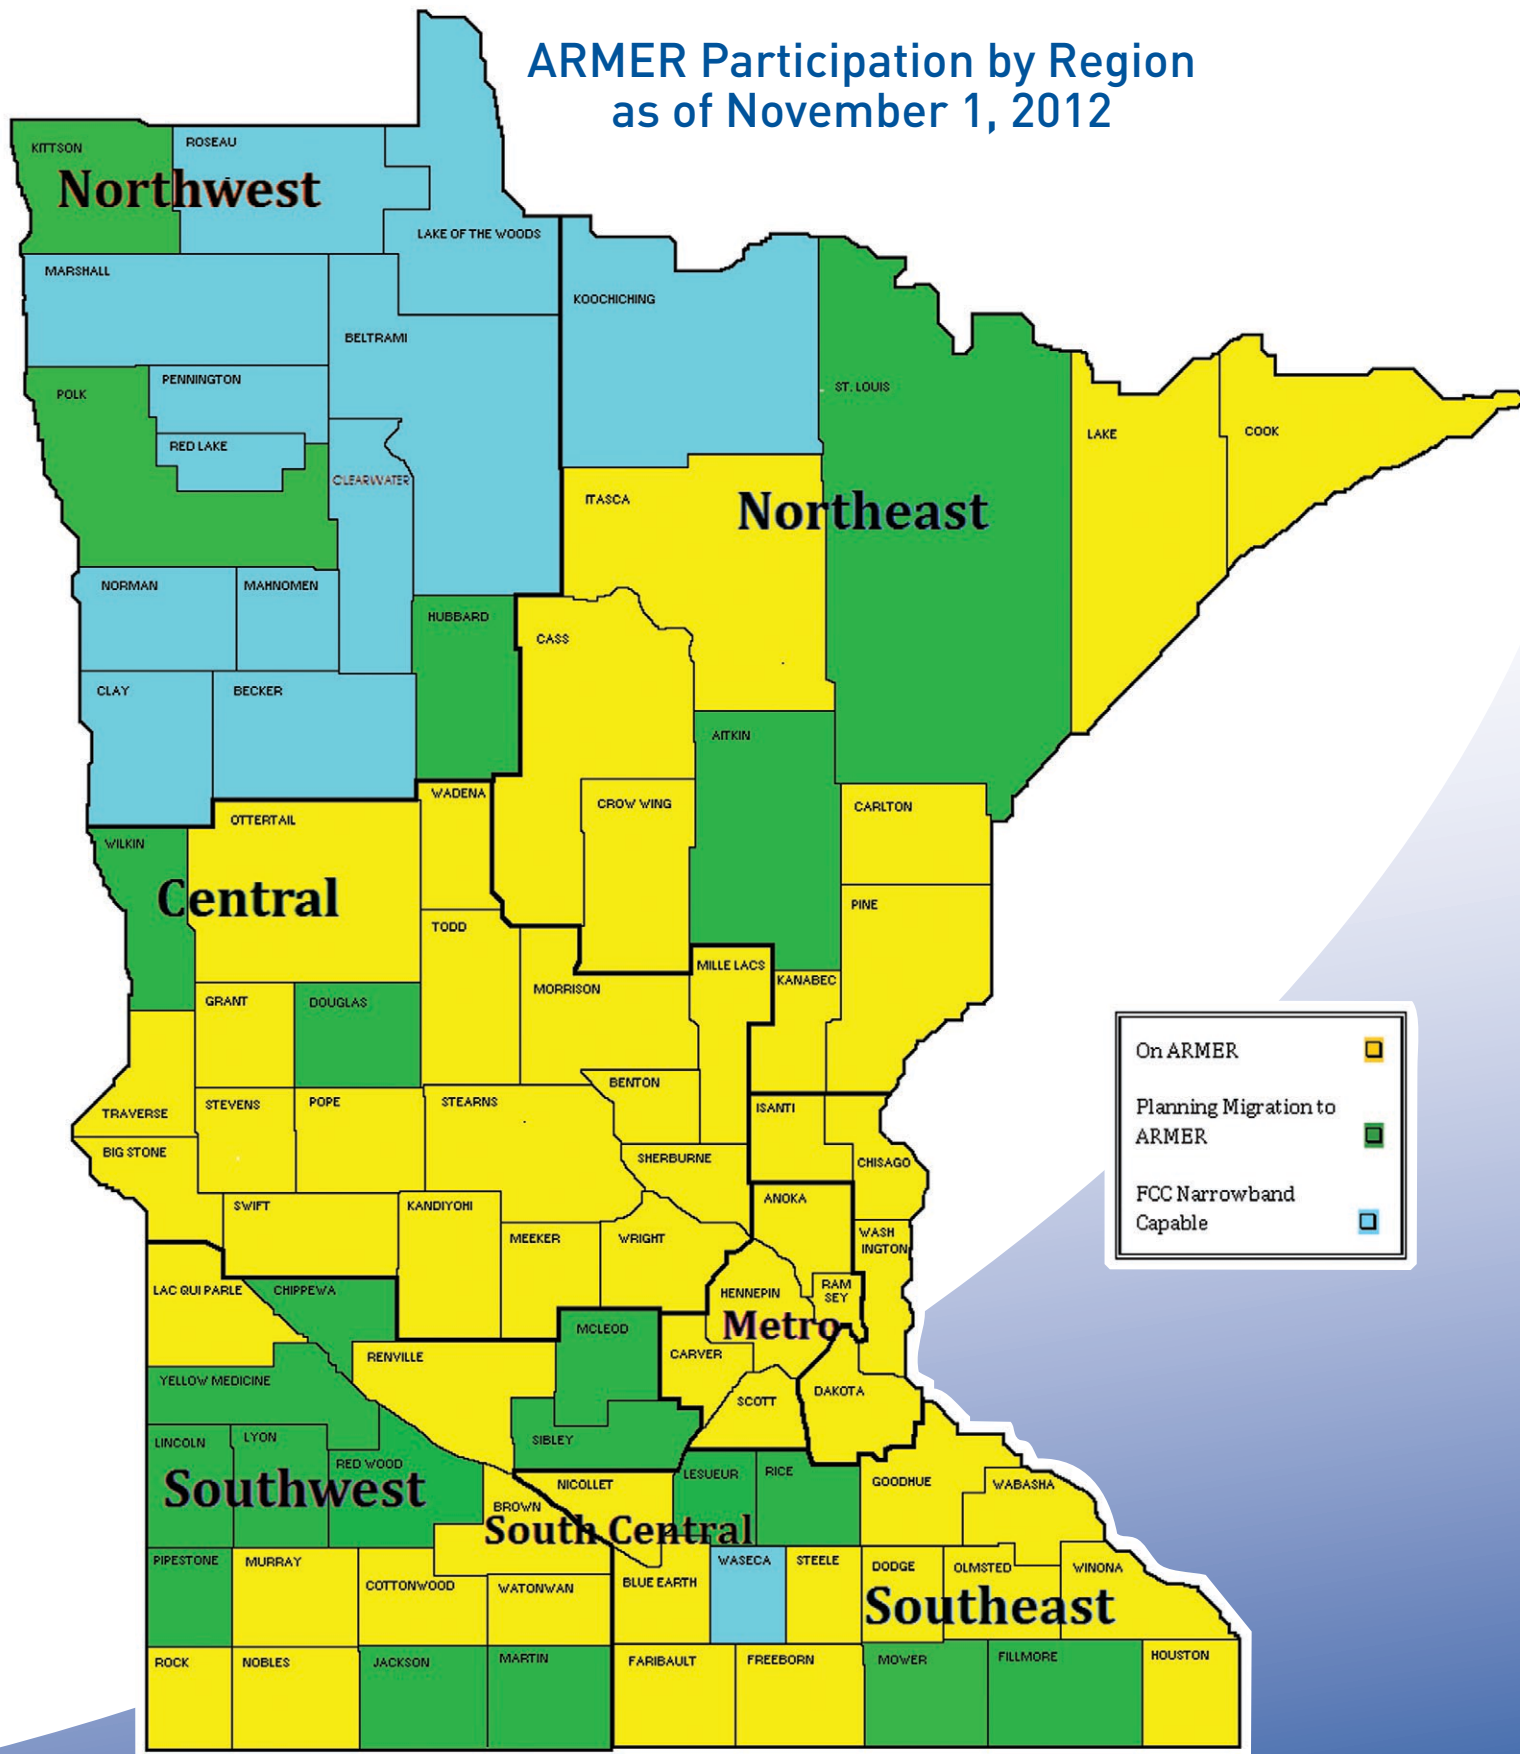 ARMER Participation by Region
as of November 1, 2012
KITTSON
ROSEAU
Northwest
LAKE OF THE WOODS
MARSHALL
KOOCHICHING
BELTRAMI
PENNINGTON
POLK
ST. LOUIS
RED LAKE
LAKE
COOK
CLEARWATER
ITASCA
Northeast
NORMAN
MAHNOMEN
HUBBARD
CASS
CLAY
BECKER
AITKIN
WADENA
CROW WING
CARLTON
OTTERTAIL
WILKIN
Central
PINE
TODD
MILLE LACS
KANABEC
MORRISON
GRANT
DOUGLAS
BENTON
STEVENS
POPE
STEARNS
TRAVERSE
ISANTI
BIG STONE
SHERBURNE
CHISAGO
ANOKA
SWIFT
KANDIYOHI
MEEKER
WRIGHT
WASH
INGTON
LAC QUI PARLE
CHIPPEWA
HENNEPIN
RAM
SEY
Metro
MCLEOD
RENVILLE
CARVER
YELLOW MEDICINE
SCOTT
DAKOTA
LINCOLN
LYON
SIBLEY
RED WOOD
Southwest
LESUEUR
RICE
GOODHUE
WABASHA
NICOLLET
BROWN
South Central
PIPESTONE
MURRAY
WASECA
STEELE
DODGE
OLMSTED
WINONA
COTTONWOOD
WATONWAN
BLUE EARTH
Southeast
ROCK
NOBLES
JACKSON
MARTIN
FARIBAULT
FREEBORN
MOWER
FILLMORE
HOUSTON
On ARMER
Planning Migration to
ARMER
FCC Narrowband
Capable